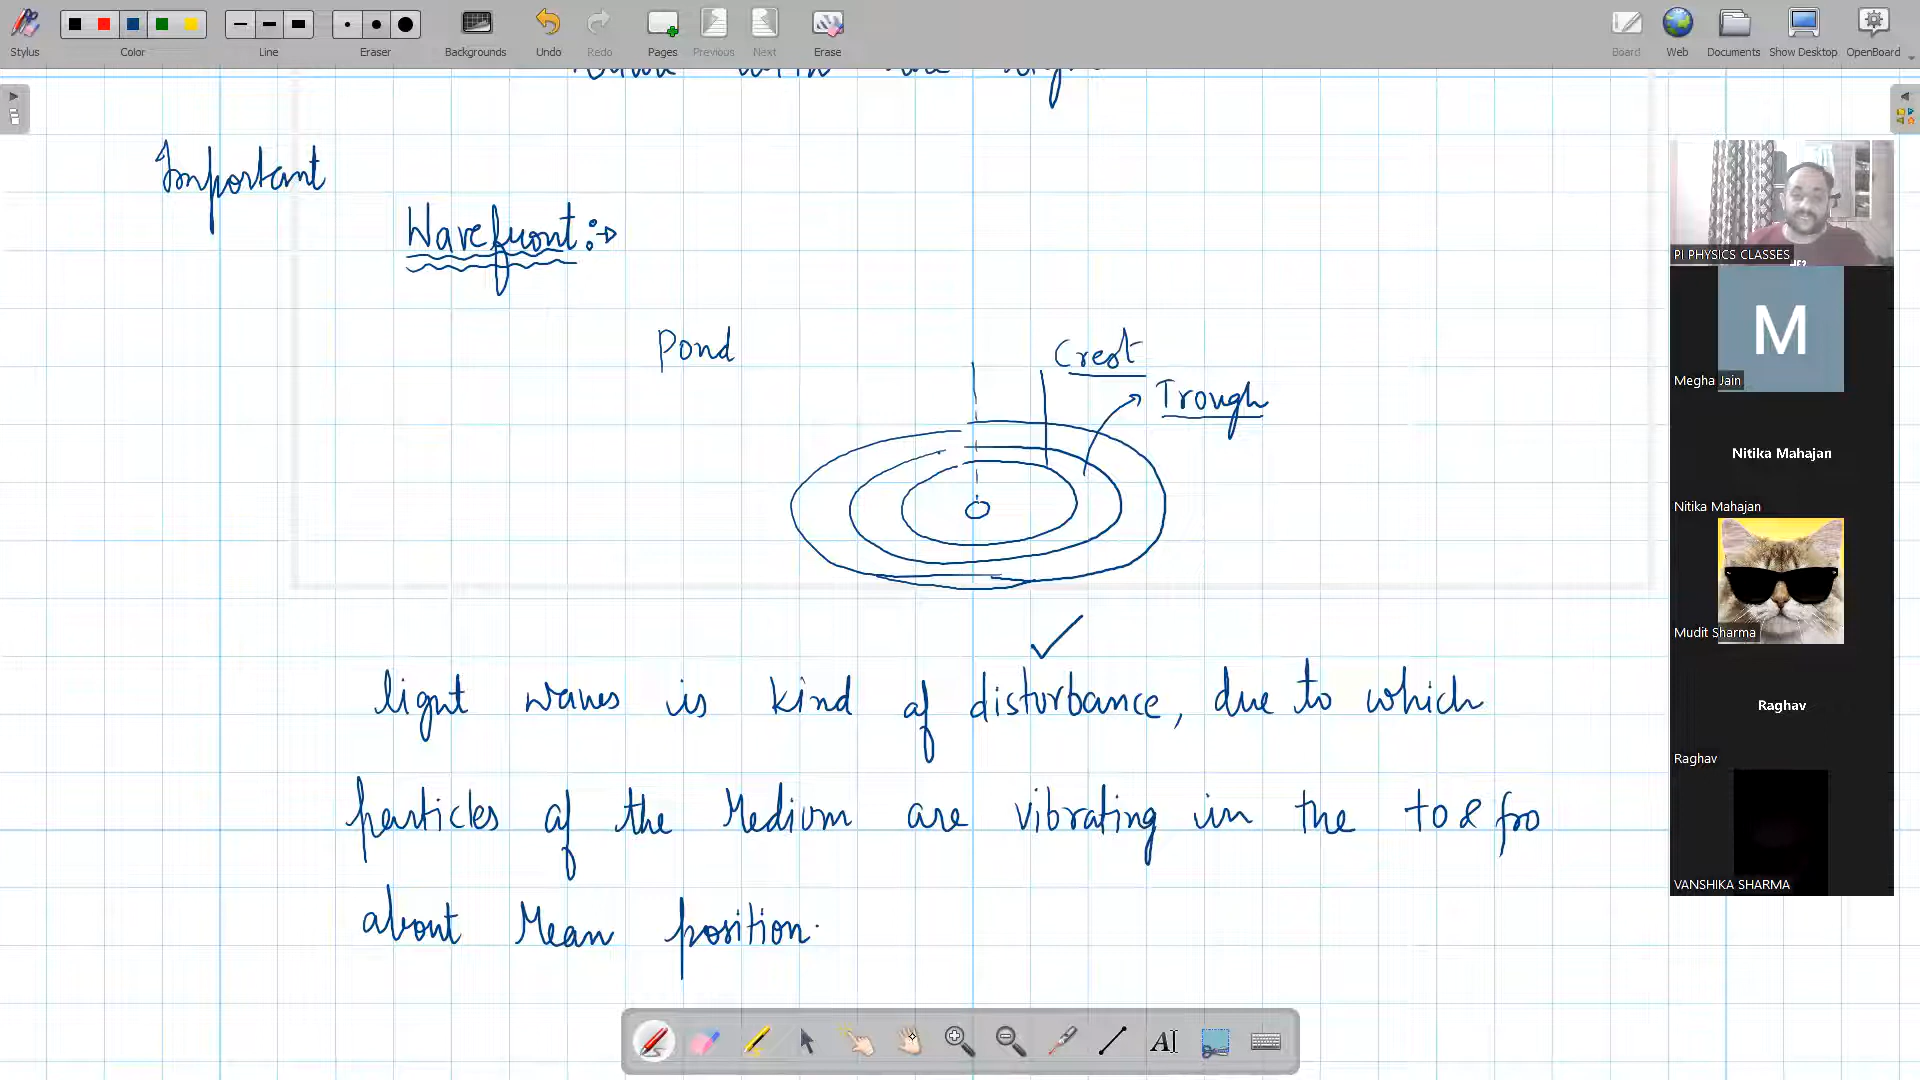 Stylus
Color
Line
Eraser
Backgrounds
Undo
Redo
Pages
Previous
Next
Erase
Board
Web
Documents
Show Desktop
OpenBoard
Important
Wavefront :→
Pond
Crest
Trough
light waves is kind of disturbance, due to which
particles of the Medium are vibrating in the to & fro
about Mean position.
PI PHYSICS CLASSES
M
Megha Jain
Nitika Mahajan
Nitika Mahajan
Mudit Sharma
Raghav
Raghav
VANSHIKA SHARMA